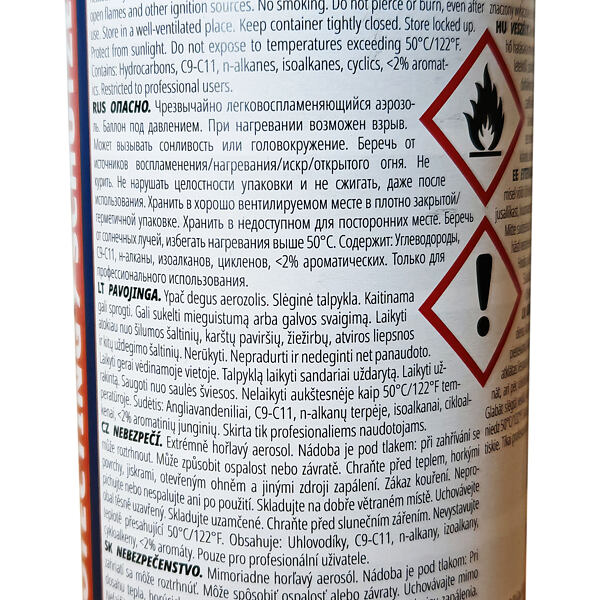 open flames and other ignition sources. No smoking. Do not pierce or burn, even after
use. Store in a well-ventilated place. Keep container tightly closed. Store locked up.
Protect from sunlight. Do not expose to temperatures exceeding 50°C/122°F.
Contains: Hydrocarbons, C9-C11, n-alkanes, isoalkanes, cyclics, <2% aromat-
ics. Restricted to professional users.
RUS ОПАСНО. Чрезвычайно легковоспламеняющийся аэрозо-
ль. Баллон под давлением. При нагревании возможен взрыв.
Может вызывать сонливость или головокружение. Беречь от
источников воспламенения/нагревания/искр/открытого огня. Не
курить. Не нарушать целостности упаковки и не сжигать, даже после
использования. Хранить в хорошо вентилируемом месте в плотно закрытой/
герметичной упаковке. Хранить в недоступном для посторонних месте. Беречь
от солнечных лучей, избегать нагревания выше 50°C. Содержит: Углеводороды,
C9-C11, н-алканы, изоалканов, цикленов, <2% ароматических. Только для
профессионального использования.
LT PAVOJINGA. Ypač degus aerozolis. Slėginė talpykla. Kaitinama
gali sprogti. Gali sukelti mieguistumą arba galvos svaigimą. Laikyti
atokiau nuo šilumos šaltinių, karštų paviršių, žiežirbų, atviros liepsnos
ir kitų uždegimo šaltinių. Nerūkyti. Nepradurti ir nedeginti net panaudoto.
Laikyti gerai vėdinamoje vietoje. Talpyklą laikyti sandariai uždarytą. Laikyti už-
rakintą. Saugoti nuo saulės šviesos. Nelaikyti aukštesnėje kaip 50°C/122°F tem-
peratūroje. Sudėtis: Angliavandeniliai, C9-C11, n-alkanų terpėje, isoalkanai, cikloal-
kenai, <2% aromatinių junginių. Skirta tik profesionaliems naudotojams.
CZ NEBEZPEČÍ. Extrémně hořlavý aerosol. Nádoba je pod tlakem: při zahřívání se
může roztrhnout. Může způsobit ospalost nebo závratě. Chraňte před teplem, horkými
povrchy, jiskrami, otevřeným ohněm a jinými zdroji zapálení. Zákaz kouření. Nepro-
pichujte nebo nespalujte ani po použití. Skladujte na dobře větraném místě. Uchovávejte
obal těsně uzavřený. Skladujte uzamčené. Chraňte před slunečním zářením. Nevystavujte
teplotě přesahující 50°C/122°F. Obsahuje: Uhlovodíky, C9-C11, n-alkany, izoalkany,
cykloalkeny, <2% aromáty. Pouze pro profesionální uživatele.
SK NEBEZPEČENSTVO. Mimoriadne horľavý aerosól. Nádoba je pod tlakom: Pri
zahriatí sa môže roztrhnúť. Môže spôsobiť ospalosť alebo závraty. Uchovávajte mimo
dosahu tepla,
HU
EE